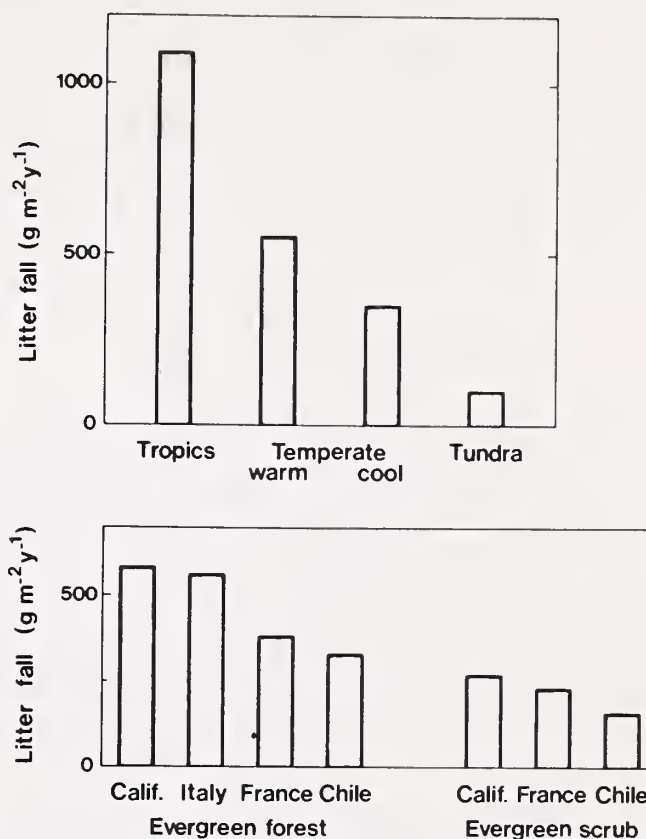 Litter fall (g m⁻²y⁻¹)
1000
500
0
Tropics Temperate Tundra
warm cool
Litter fall (g m⁻²y⁻¹)
500
0
Calif. Italy France Chile Calif. France Chile
Evergreen forest Evergreen scrub